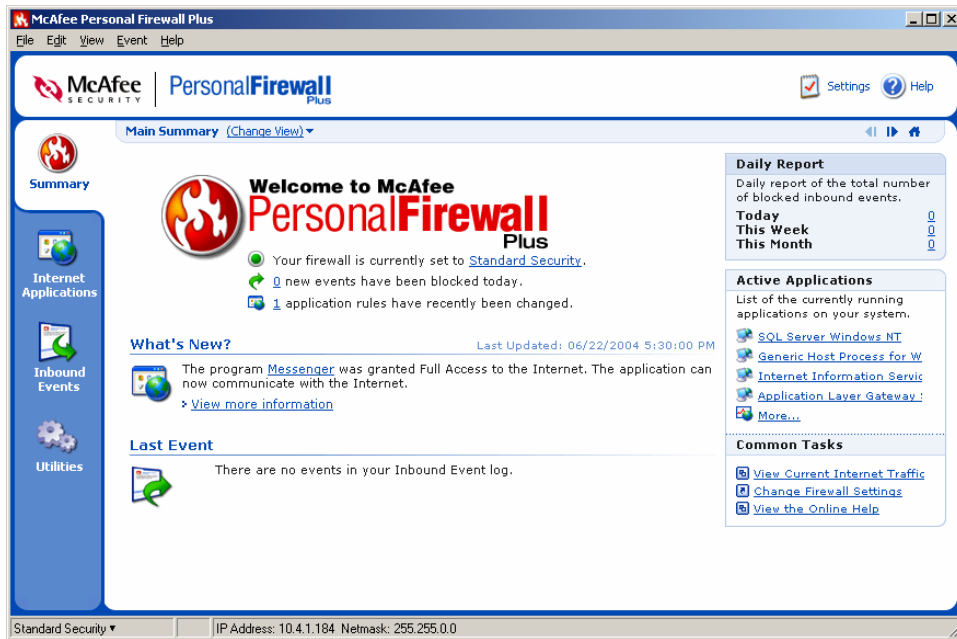 McAfee Personal Firewall Plus
File Edit View Event Help
McAfee
SECURITY
PersonalFirewall
Plus
Settings
Help
Main Summary (Change View)
Summary
Internet
Applications
Inbound
Events
Utilities
Welcome to McAfee
PersonalFirewall
Plus
Your firewall is currently set to Standard Security.
0 new events have been blocked today.
1 application rules have recently been changed.
What's New?
Last Updated: 06/22/2004 5:30:00 PM
The program Messenger was granted Full Access to the Internet. The application can
now communicate with the Internet.
View more information
Last Event
There are no events in your Inbound Event log.
Daily Report
Daily report of the total number
of blocked inbound events.
Today 0
This Week 0
This Month 0
Active Applications
List of the currently running
applications on your system.
SQL Server Windows NT
Generic Host Process for W
Internet Information Servic
Application Layer Gateway
More...
Common Tasks
View Current Internet Traffic
Change Firewall Settings
View the Online Help
Standard Security
IP Address: 10.4.1.184 Netmask: 255.255.0.0